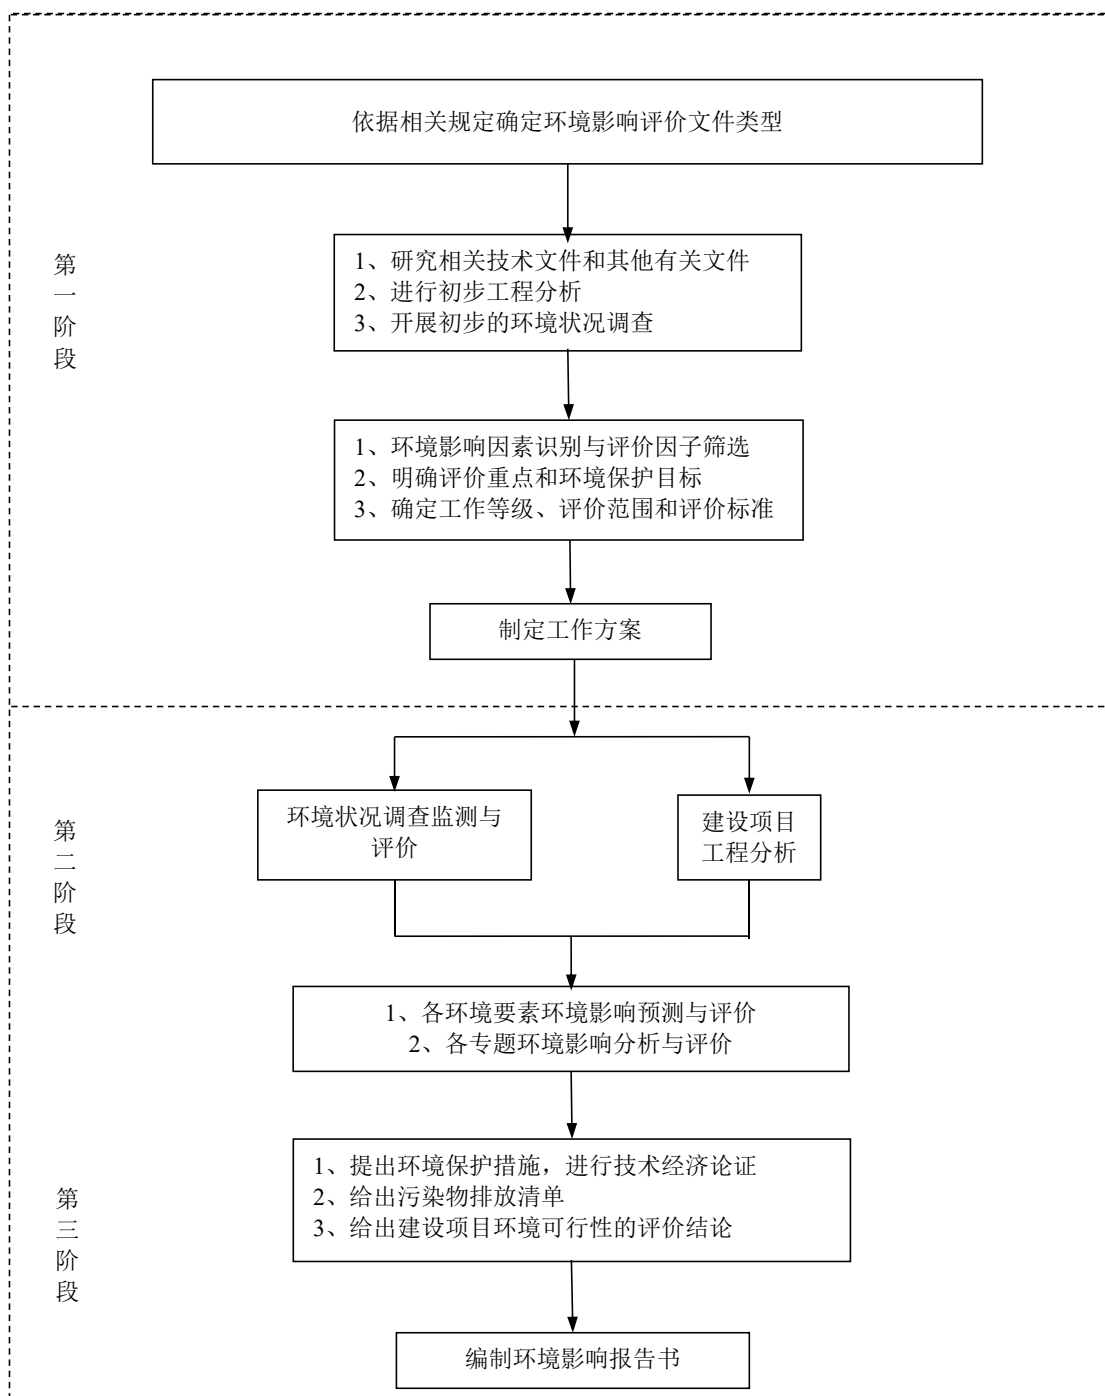 依据相关规定确定环境影响评价文件类型
第一阶段
1、研究相关技术文件和其他有关文件
2、进行初步工程分析
3、开展初步的环境状况调查
1、环境影响因素识别与评价因子筛选
2、明确评价重点和环境保护目标
3、确定工作等级、评价范围和评价标准
制定工作方案
第二阶段
环境状况调查监测与
评价
建设项目
工程分析
1、各环境要素环境影响预测与评价
2、各专题环境影响分析与评价
第三阶段
1、提出环境保护措施，进行技术经济论证
2、给出污染物排放清单
3、给出建设项目环境可行性的评价结论
编制环境影响报告书